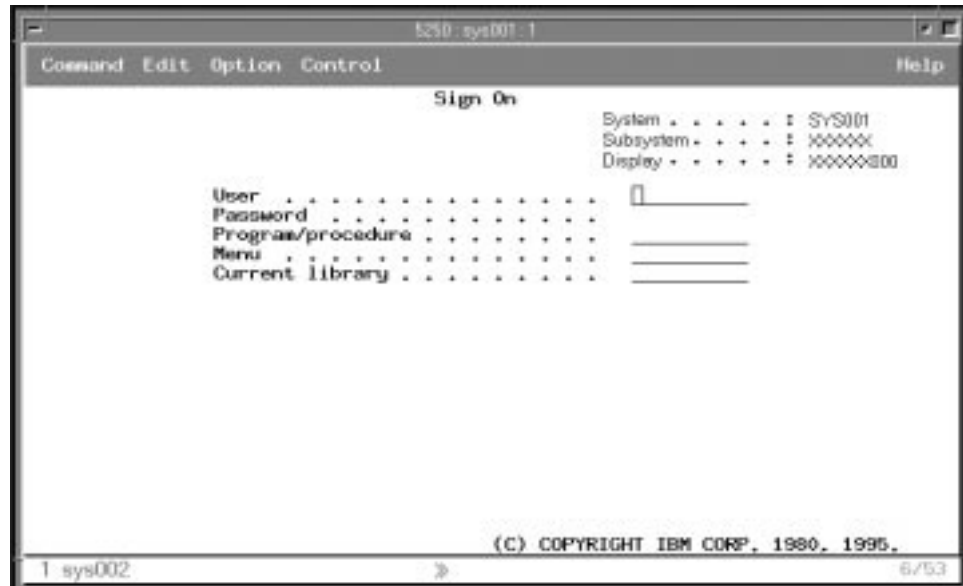 5250:sys001:1
Command Edit Option Control Help
Sign On
System . . . . . : SYS001
Subsystem . . . . : XXXXXX
Display . . . . . : XXXXXX000
User . . . . . . . . . . . . . .
Password . . . . . . . . . . . .
Program/procedure . . . . . . . .
Menu . . . . . . . . . . . . . .
Current library . . . . . . . . .
(C) COPYRIGHT IBM CORP. 1980, 1995.
1 sys002 » 6/53